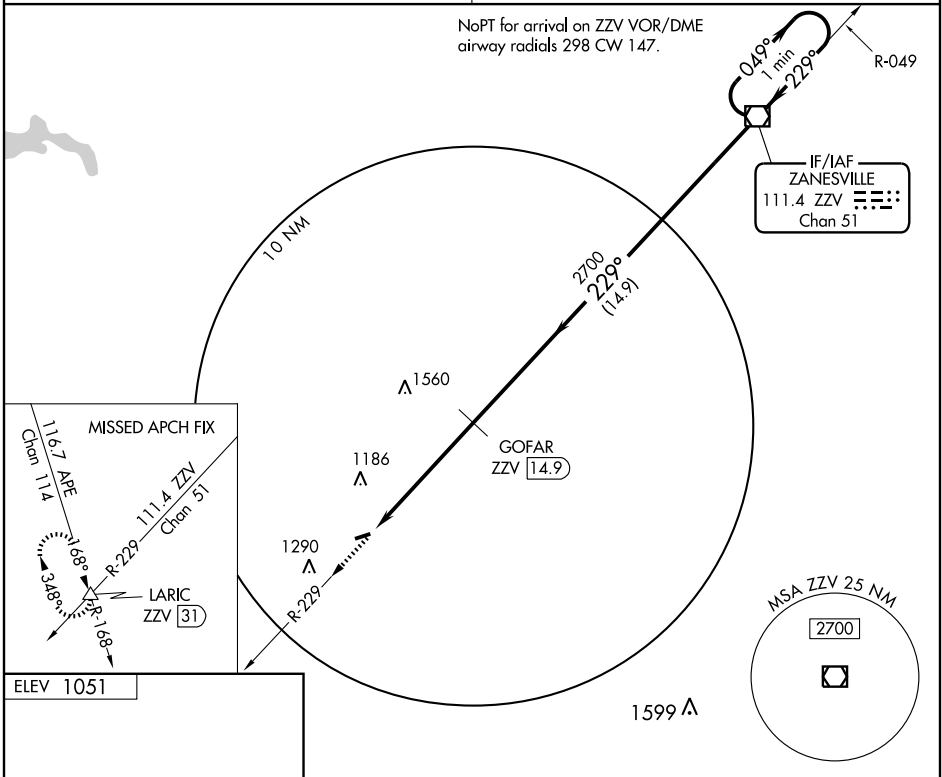 NoPT for arrival on ZZV VOR/DME
airway radials 298 CW 147.
049°
1 min
229°
R-049
IF/IAF
ZANESVILLE
111.4 ZZV
Chan 51
10 NM
2700
229°
(14.9)
1560
GOFAR
ZZV 14.9
1186
1290
R-229
MISSED APCH FIX
116.7 APE
Chan 114
111.4 ZZV
Chan 51
R-229
168°
348°
LARIC
ZZV 31
R-168
MSA ZZV 25 NM
2700
ELEV 1051
1599